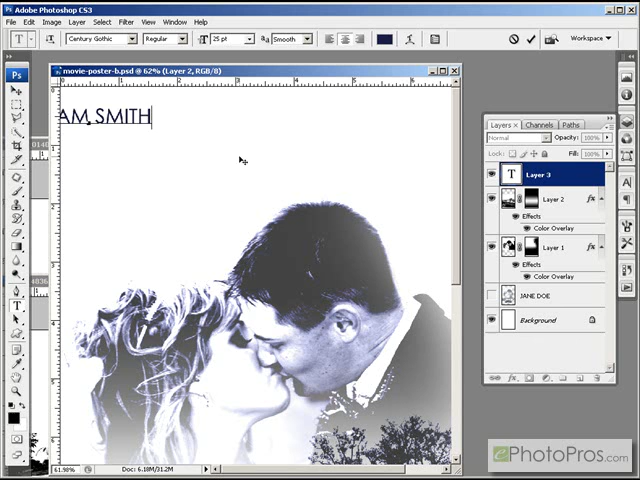 Adobe Photoshop CS3
File Edit Image Layer Select Filter View Window Help
Century Gothic Regular 25 pt Smooth Workspace
movie-poster-b.psd @ 62% (Layer 2, RGB/8)
AM SMITH
Layers Channels Paths
Normal Opacity: 100%
Lock: Fill: 100%
Layer 3
Layer 2
Effects
Color Overlay
Layer 1
Effects
Color Overlay
JANE DOE
Background
61.98% Doc: 6.18M/31.2M
ePhotoPros.com